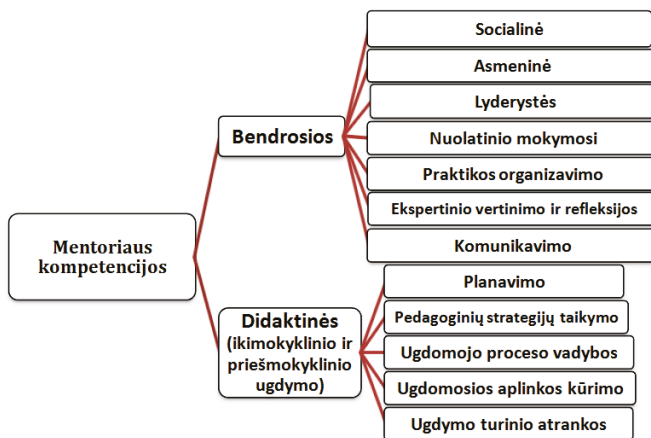 Mentoriaus
kompetencijos
Bendrosios
Socialinė
Asmeninė
Lyderystės
Nuolatinio mokymosi
Praktikos organizavimo
Ekspertinio vertinimo ir refleksijos
Komunikavimo
Didaktinės
(ikimokyklinio ir
priešmokyklinio
ugdymo)
Planavimo
Pedagoginių strategijų taikymo
Ugdomojo proceso vadybos
Ugdomosios aplinkos kūrimo
Ugdymo turinio atrankos